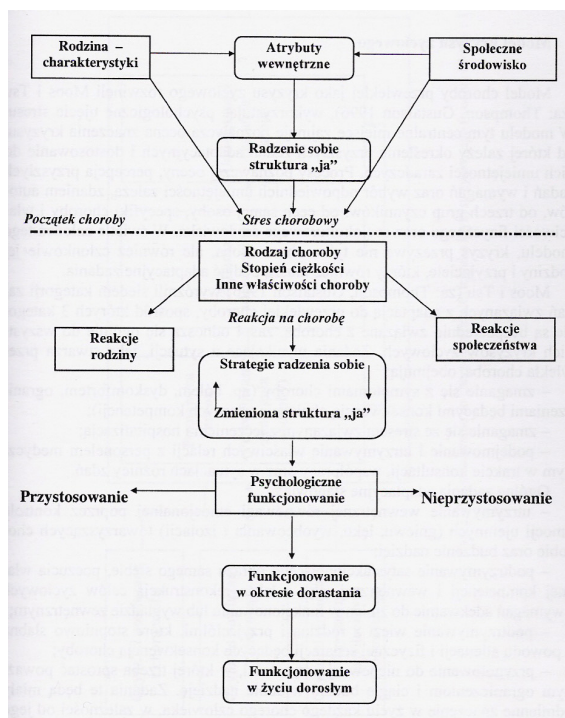 Rodzina –
charakterystyki
Atrybuty
wewnętrzne
Społeczne
środowisko
Radzenie sobie
struktura „ja”
Początek choroby
Stres chorobowy
Rodzaj choroby
Stopień ciężkości
Inne właściwości choroby
Reakcja na chorobę
Reakcje
rodziny
Reakcje
społeczeństwa
Strategie radzenia sobie
Zmieniona struktura „ja”
Psychologiczne
funkcjonowanie
Przystosowanie
Nieprzystosowanie
Funkcjonowanie
w okresie dorastania
Funkcjonowanie
w życiu dorosłym